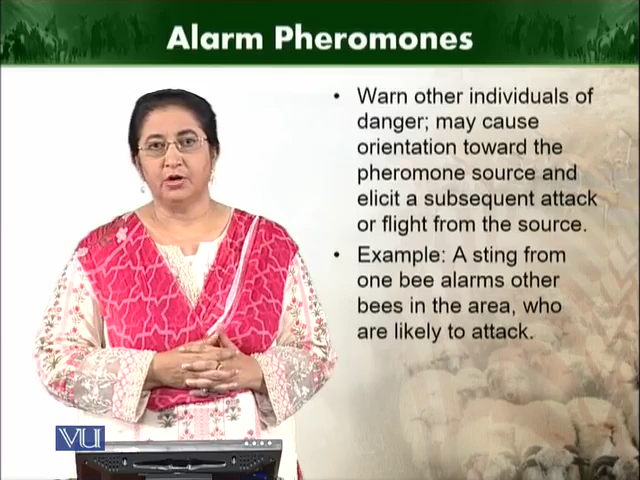 Alarm Pheromones
• Warn other individuals of
danger; may cause
orientation toward the
pheromone source and
elicit a subsequent attack
or flight from the source.
• Example: A sting from
one bee alarms other
bees in the area, who
are likely to attack.
VU